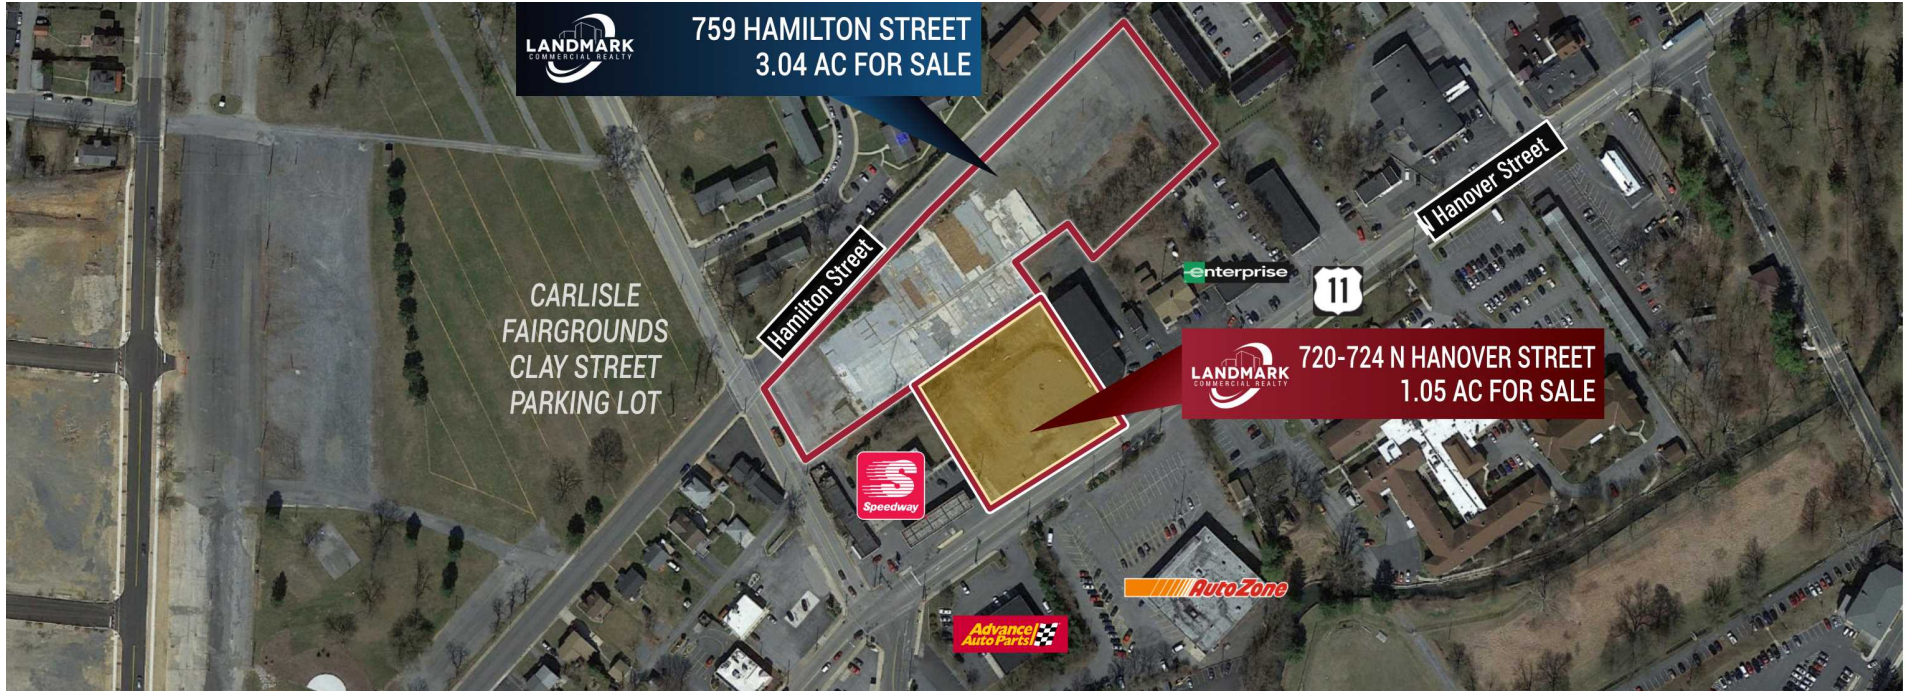 LANDMARK
COMMERCIAL REALTY
759 HAMILTON STREET
3.04 AC FOR SALE
N Hanover Street
Hamilton Street
enterprise
11
CARLISLE
FAIRGROUNDS
CLAY STREET
PARKING LOT
LANDMARK
COMMERCIAL REALTY
720-724 N HANOVER STREET
1.05 AC FOR SALE
S
Speedway
AutoZone
Advance
Auto Parts